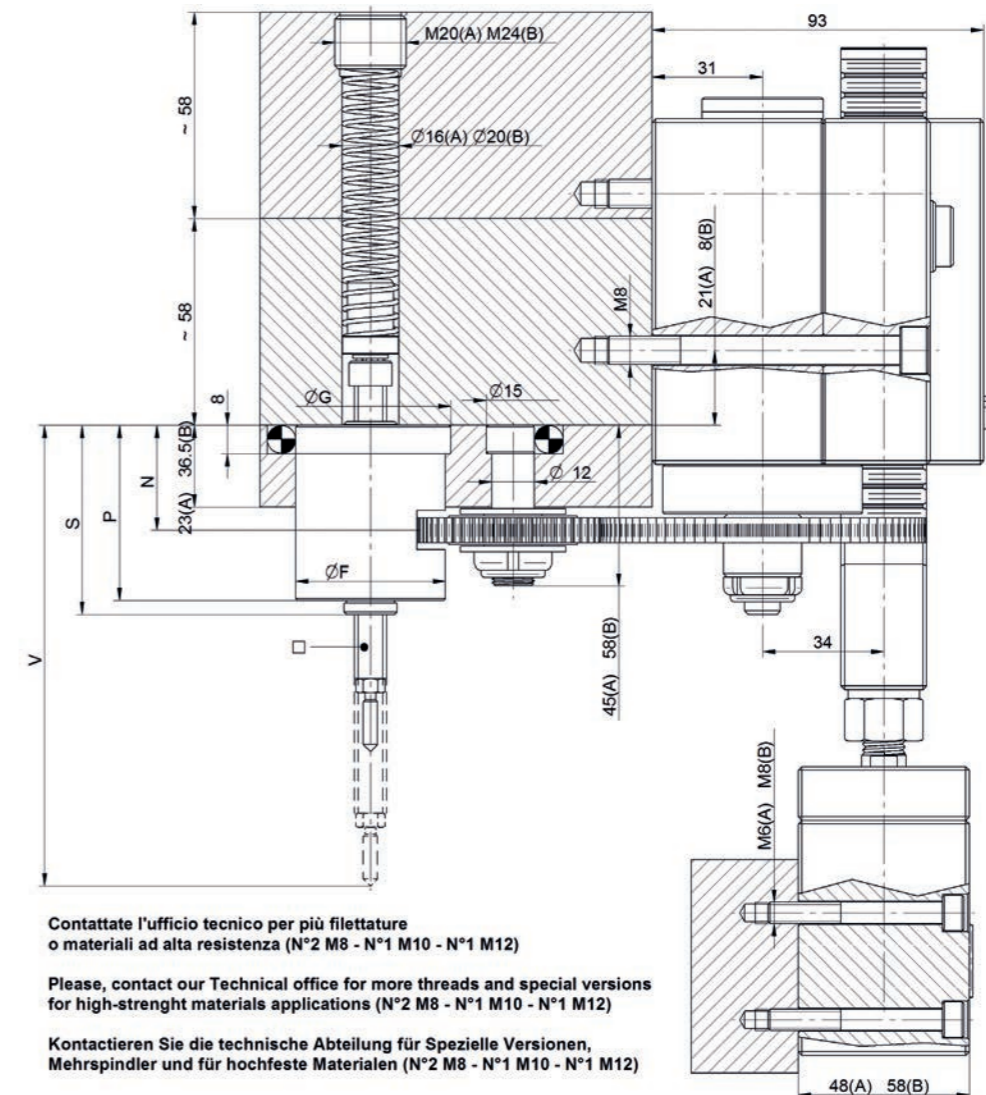 93
M20(A) M24(B)
31
~ 58
Ø16(A) Ø20(B)
21(A) 8(B)
M8
~ 58
8
ØG
Ø15
23(A) 36.5(B)
N
Ø 12
S
P
ØF
V
45(A) 58(B)
34
M6(A) M8(B)
Contattate l'ufficio tecnico per più filettature
o materiali ad alta resistenza (N°2 M8 - N°1 M10 - N°1 M12)
Please, contact our Technical office for more threads and special versions
for high-strenght materials applications (N°2 M8 - N°1 M10 - N°1 M12)
Kontactieren Sie die technische Abteilung für Spezielle Versionen,
Mehrspindler und für hochfeste Materialen (N°2 M8 - N°1 M10 - N°1 M12)
48(A) 58(B)